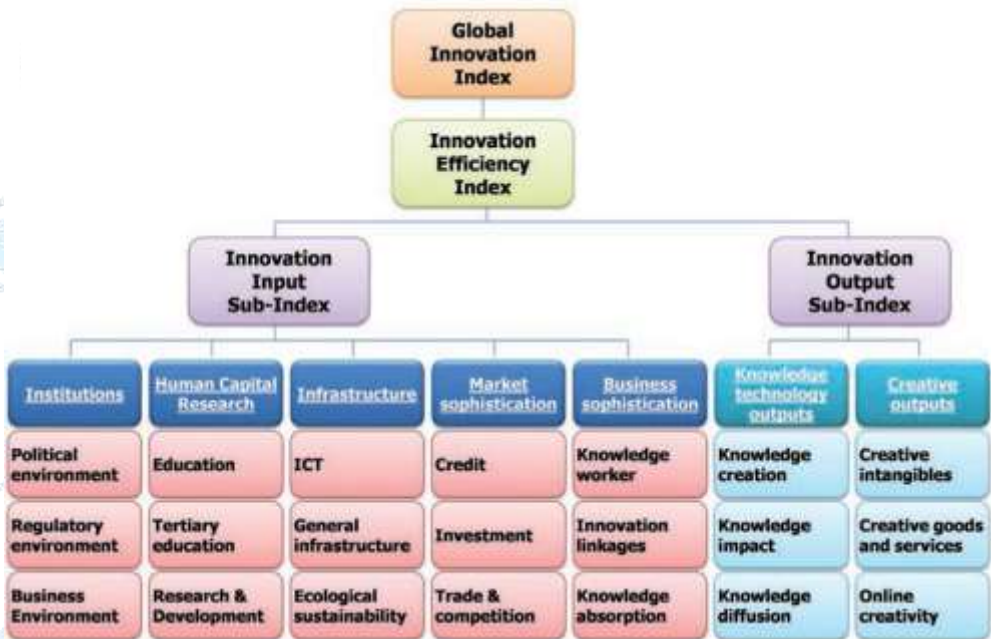 Global
Innovation
Index
Innovation
Efficiency
Index
Innovation
Input
Sub-Index
Innovation
Output
Sub-Index
Institutions
Human Capital
Research
Infrastructure
Market
sophistication
Business
sophistication
Knowledge
technology
outputs
Creative
outputs
Political
environment
Education
ICT
Credit
Knowledge
worker
Knowledge
creation
Creative
intangibles
Regulatory
environment
Tertiary
education
General
infrastructure
Investment
Innovation
linkages
Knowledge
impact
Creative goods
and services
Business
Environment
Research &
Development
Ecological
sustainability
Trade &
competition
Knowledge
absorption
Knowledge
diffusion
Online
creativity